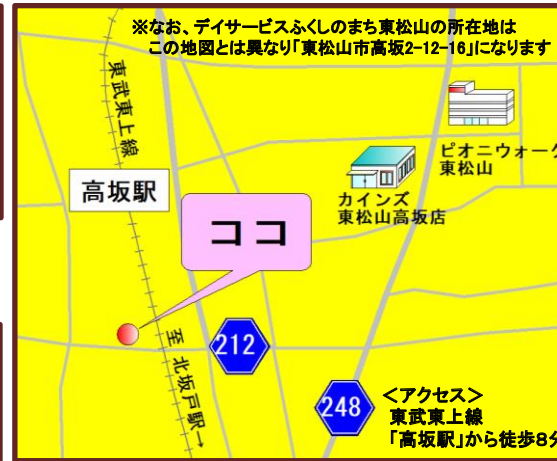 ※なお、デイサービスふくしのまち東松山の所在地は
この地図とは異なり「東松山市高坂2-12-16」になります
東武東上線
ピオニウォーク
東松山
カインズ
東松山高坂店
高坂駅
ココ
至 北坂戸駅→
212
248
＜アクセス＞
東武東上線
「高坂駅」から徒歩8分